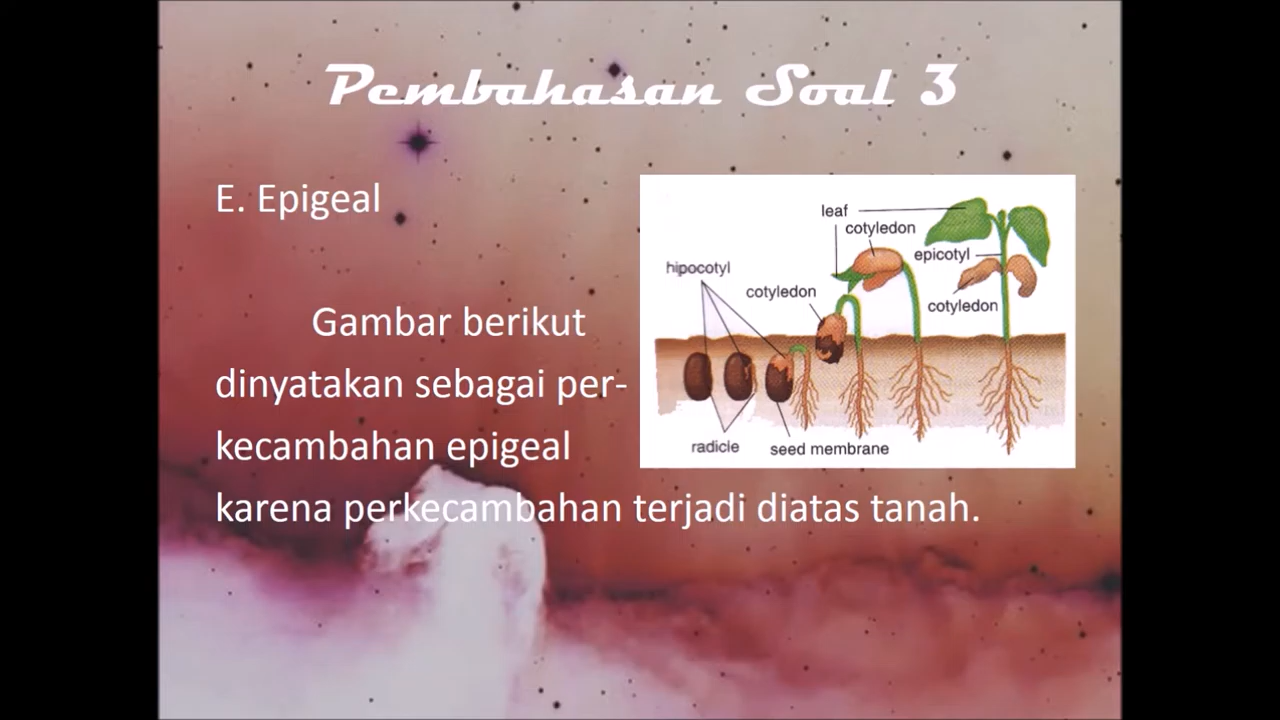 Pembahasan Soal 3
E. Epigeal
Gambar berikut
dinyatakan sebagai per-
kecambahan epigeal
karena perkecambahan terjadi diatas tanah.
leaf
cotyledon
epicotyl
hipocotyl
cotyledon
cotyledon
radicle
seed membrane